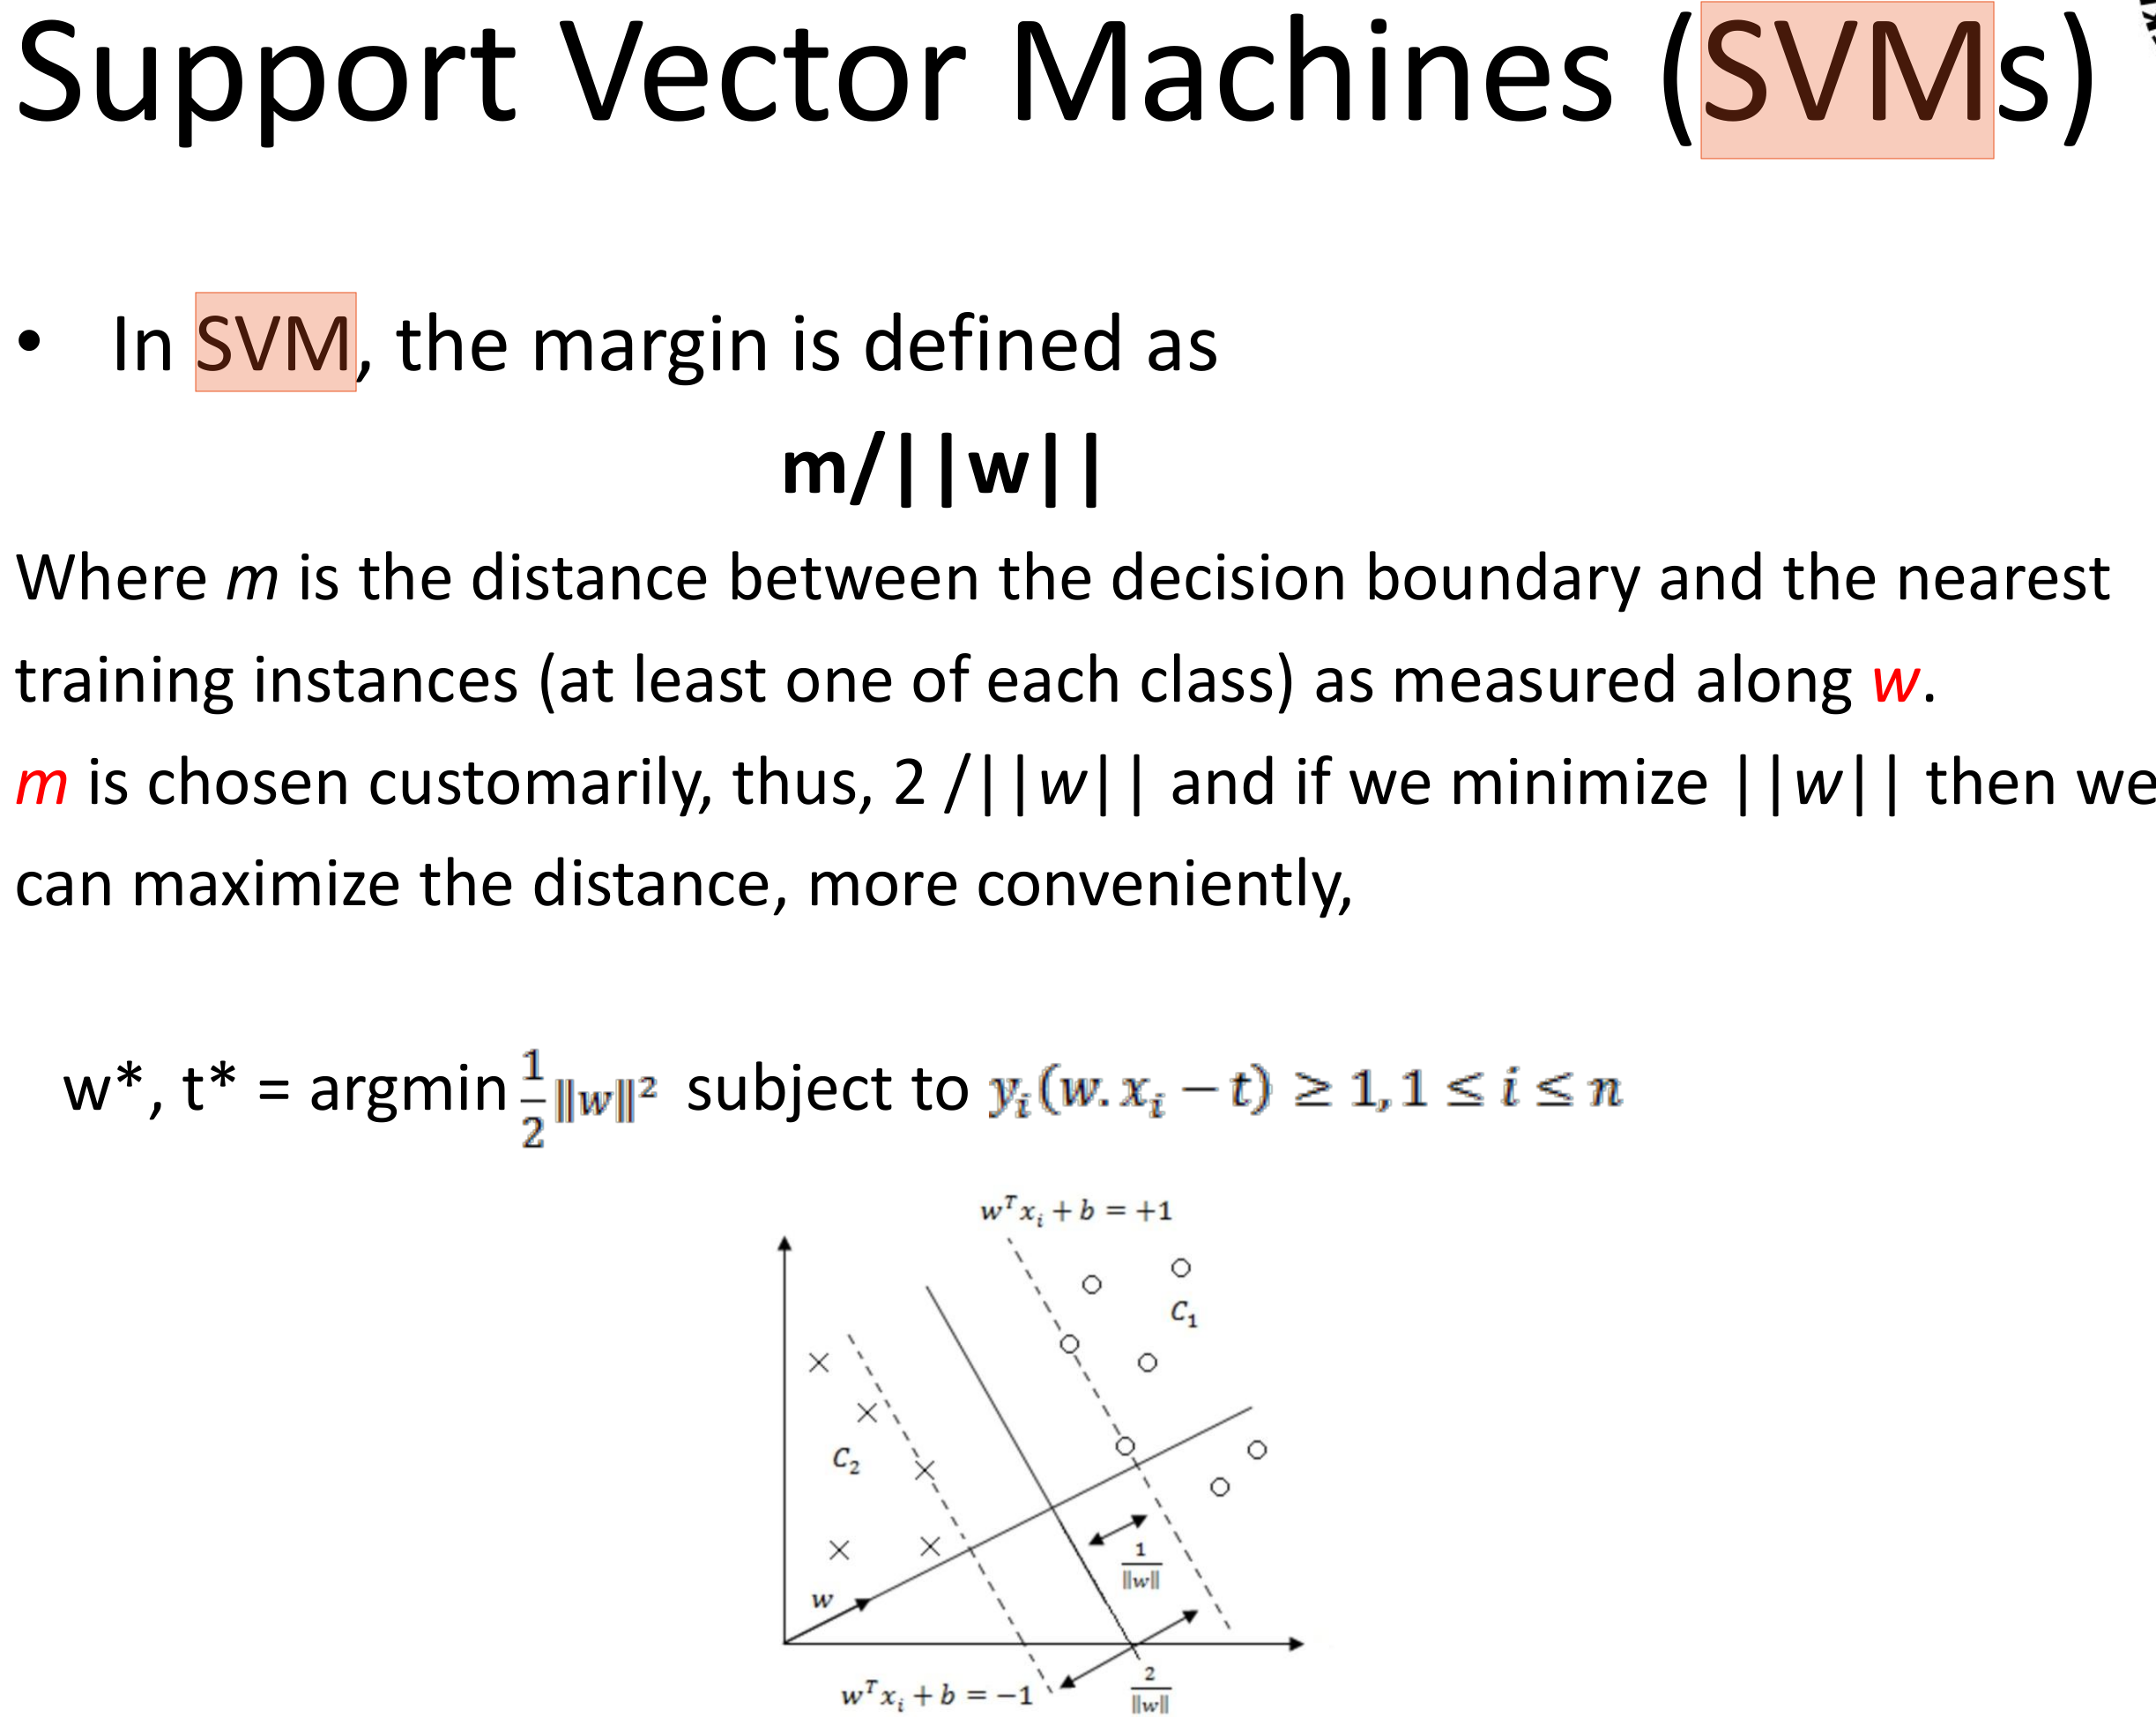 Support Vector Machines (SVMs)
• In SVM, the margin is defined as
m/||w||
Where m is the distance between the decision boundary and the nearest
training instances (at least one of each class) as measured along w.
m is chosen customarily, thus, 2 /||w|| and if we minimize ||w|| then we
can maximize the distance, more conveniently,
w*, t* = argmin 1/2 ‖w‖² subject to yᵢ(w. xᵢ − t) ≥ 1, 1 ≤ i ≤ n
wᵀxᵢ + b = +1
C₁
C₂
1/‖w‖
w
wᵀxᵢ + b = −1
2/‖w‖